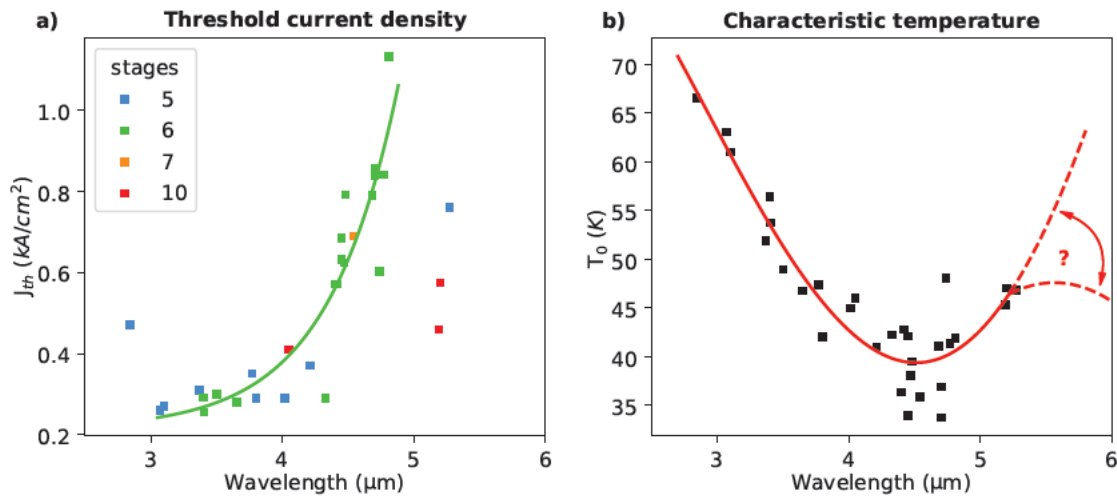 a) Threshold current density
stages
5
6
7
10
J_th (kA/cm²)
1.0
0.8
0.6
0.4
0.2
3 4 5 6
Wavelength (μm)
b) Characteristic temperature
T_0 (K)
70
65
60
55
50
45
40
35
?
3 4 5 6
Wavelength (μm)